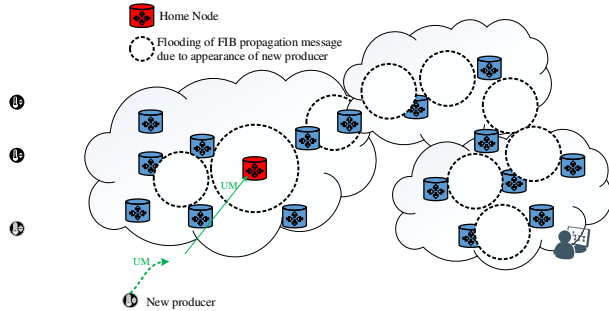 Home Node
Flooding of FIB propagation message
due to appearance of new producer
UM
UM
New producer